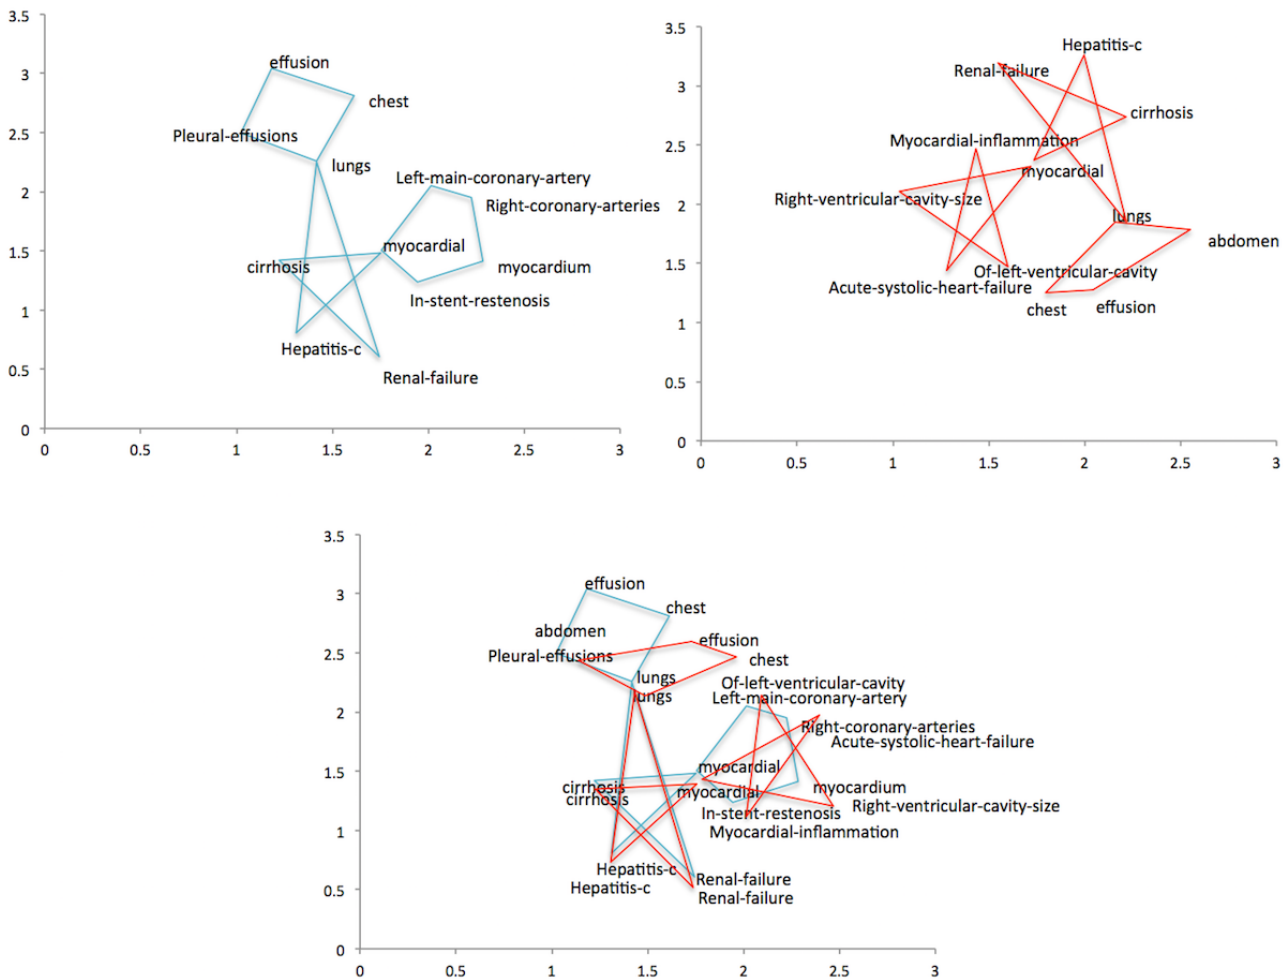 3.5
effusion
3
chest
2.5
Pleural-effusions
lungs
2
Left-main-coronary-artery
Right-coronary-arteries
1.5
myocardial
cirrhosis
myocardium
In-stent-restenosis
1
Hepatitis-c
0.5
Renal-failure
0
0 0.5 1 1.5 2 2.5 3
3.5
Hepatitis-c
Renal-failure
3
cirrhosis
2.5
Myocardial-inflammation
myocardial
Right-ventricular-cavity-size
2
lungs
abdomen
1.5
Of-left-ventricular-cavity
Acute-systolic-heart-failure
effusion
chest
1
0.5
0
0 0.5 1 1.5 2 2.5 3
3.5
effusion
3
chest
abdomen
effusion
2.5
Pleural-effusions
chest
lungs
Of-left-ventricular-cavity
lungs
Left-main-coronary-artery
2
Right-coronary-arteries
Acute-systolic-heart-failure
1.5
myocardial
cirrhosis
myocardium
myocardial
cirrhosis
Right-ventricular-cavity-size
In-stent-restenosis
Myocardial-inflammation
1
Hepatitis-c
Renal-failure
Hepatitis-c
Renal-failure
0.5
0
0 0.5 1 1.5 2 2.5 3